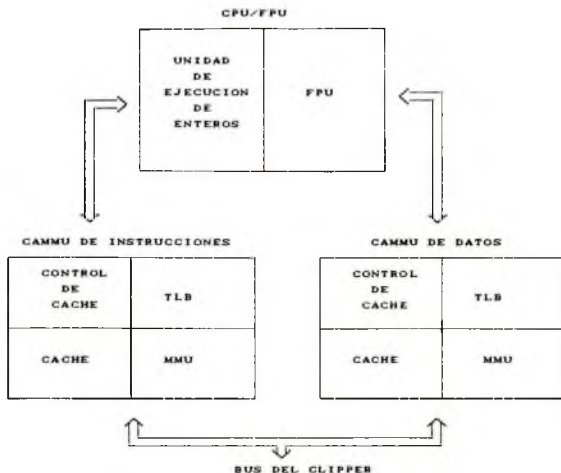 CPU/FPU
UNIDAD
DE
EJECUCION
DE
ENTEROS
FPU
CAMMU DE INSTRUCCIONES
CONTROL
DE
CACHE
TLB
CACHE
MMU
CAMMU DE DATOS
CONTROL
DE
CACHE
TLB
CACHE
MMU
BUS DEL CLIPPER